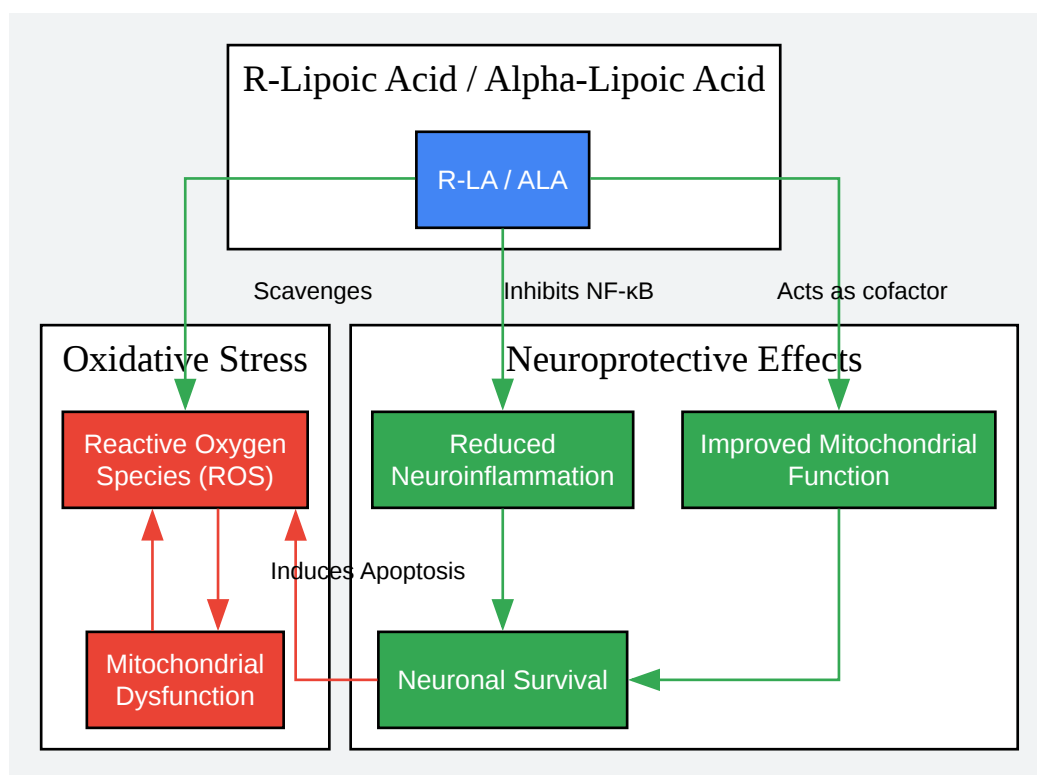 R-Lipoic Acid / Alpha-Lipoic Acid
R-LA / ALA
Scavenges
Inhibits NF-κB
Acts as cofactor
Oxidative Stress
Neuroprotective Effects
Reactive Oxygen
Species (ROS)
Reduced
Neuroinflammation
Improved Mitochondrial
Function
Induces Apoptosis
Mitochondrial
Dysfunction
Neuronal Survival